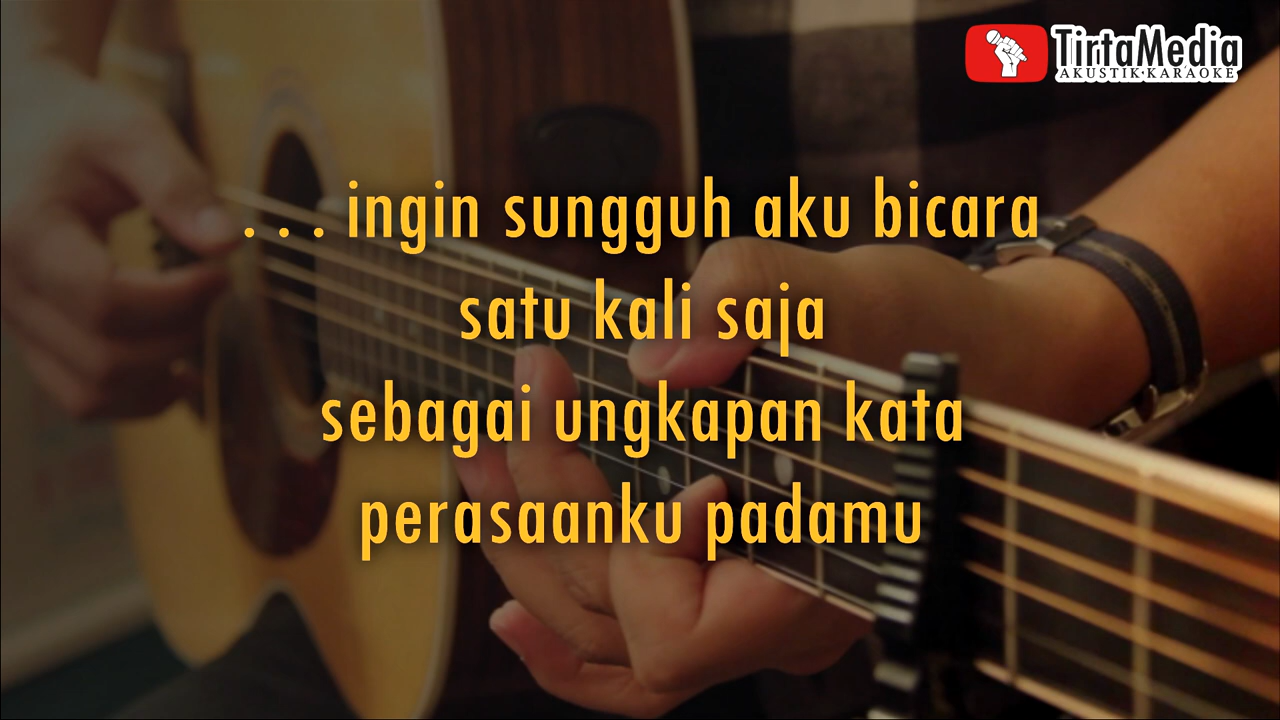 TirtaMedia
AKUSTIK•KARAOKE
. . . ingin sungguh aku bicara
satu kali saja
sebagai ungkapan kata
perasaanku padamu